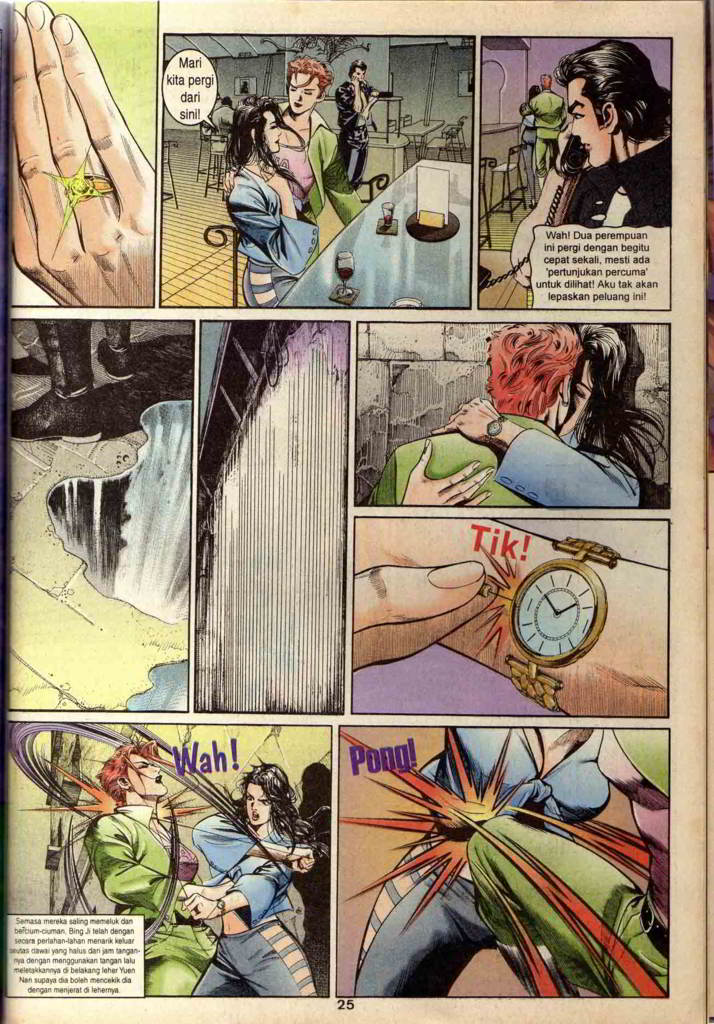 Mari
kita pergi
dari
sini!
Wah! Dua perempuan
ini pergi dengan begitu
cepat sekali, mesti ada
'pertunjukan percuma'
untuk dilihat! Aku tak akan
lepaskan peluang ini!
Tik!
Wah!
Semasa mereka saling memeluk dan
bercium-ciuman. Bing Ji telah dengan
secara perlahan-lahan menarik keluar
seutas dawai yang halus dari jam tangan-
nya dengan menggunakan tangan lalu
meletakkannya di belakang leher Yuen
Nan supaya dia boleh mencekik dia
dengan menjerat di lehernya.
Pong!
25